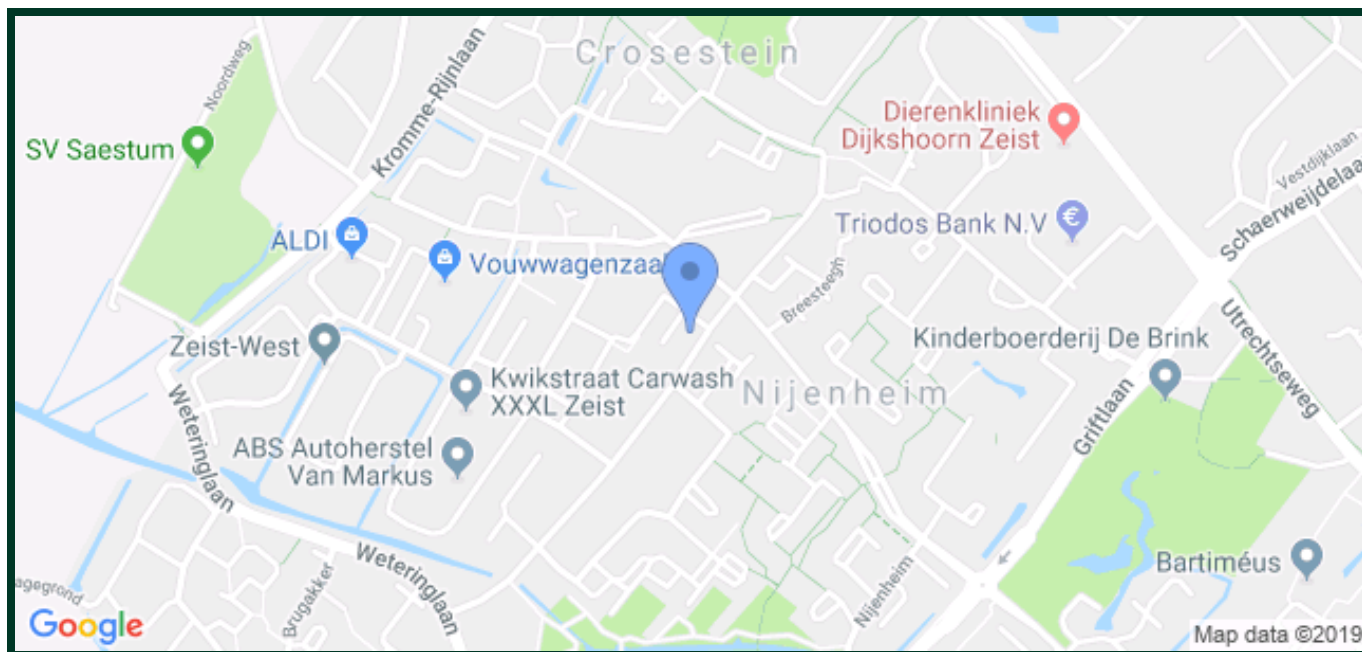 Crosestein
Noordweg
Kromme-Rijnlaan
Dierenkliniek
Dijkshoorn Zeist
SV Saestum
Vestdijklaan
Schaerweijdelaa
Triodos Bank N.V
€
ALDI
Vouwwagenzaak
Breesteegh
Zeist-West
Kinderboerderij De Brink
Utrechtseweg
Kwikstraat Carwash
XXXL Zeist
Nijenheim
Griftlaan
Weteringlaan
ABS Autoherstel
Van Markus
Weteringlaan
Bartiméus
Nijenheim
agegrond
Brugakker
Google
Map data ©2019